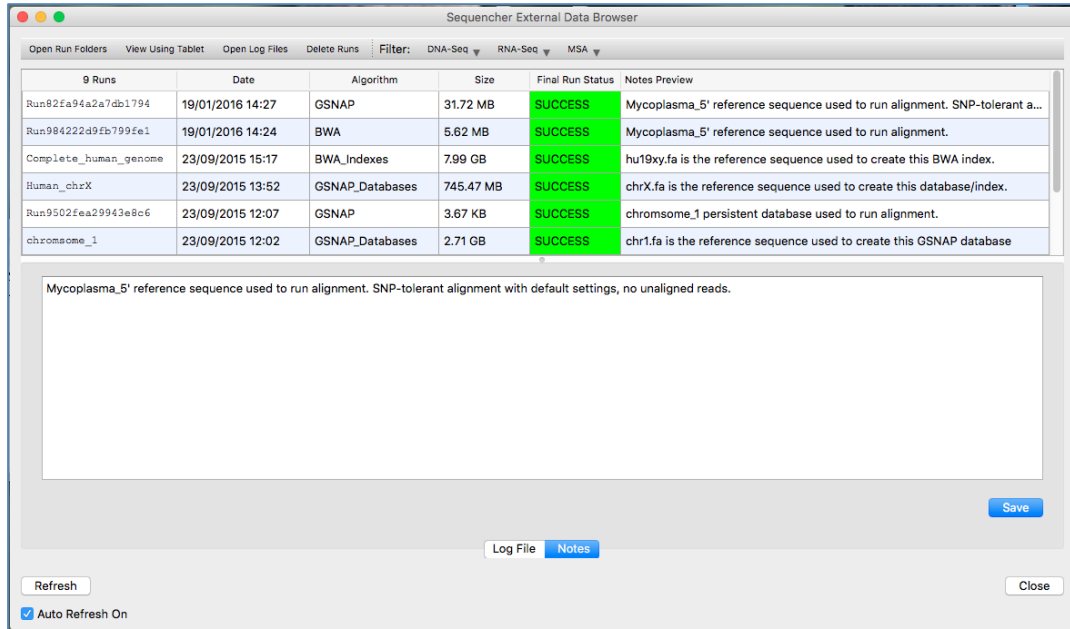 Sequencher External Data Browser
Open Run Folders View Using Tablet Open Log Files Delete Runs Filter: DNA-Seq RNA-Seq MSA
9 Runs Date Algorithm Size Final Run Status Notes Preview
Run82fa94a2a7db1794 19/01/2016 14:27 GSNAP 31.72 MB SUCCESS Mycoplasma_5' reference sequence used to run alignment. SNP-tolerant a...
Run984222d9fb799fe1 19/01/2016 14:24 BWA 5.62 MB SUCCESS Mycoplasma_5' reference sequence used to run alignment.
Complete_human_genome 23/09/2015 15:17 BWA_Indexes 7.99 GB SUCCESS hu19xy.fa is the reference sequence used to create this BWA index.
Human_chrX 23/09/2015 13:52 GSNAP_Databases 745.47 MB SUCCESS chrX.fa is the reference sequence used to create this database/index.
Run9502fea29943e8c6 23/09/2015 12:07 GSNAP 3.67 KB SUCCESS chromsome_1 persistent database used to run alignment.
chromsome_1 23/09/2015 12:02 GSNAP_Databases 2.71 GB SUCCESS chr1.fa is the reference sequence used to create this GSNAP database
Mycoplasma_5' reference sequence used to run alignment. SNP-tolerant alignment with default settings, no unaligned reads.
Save
Log File Notes
Refresh Close
Auto Refresh On